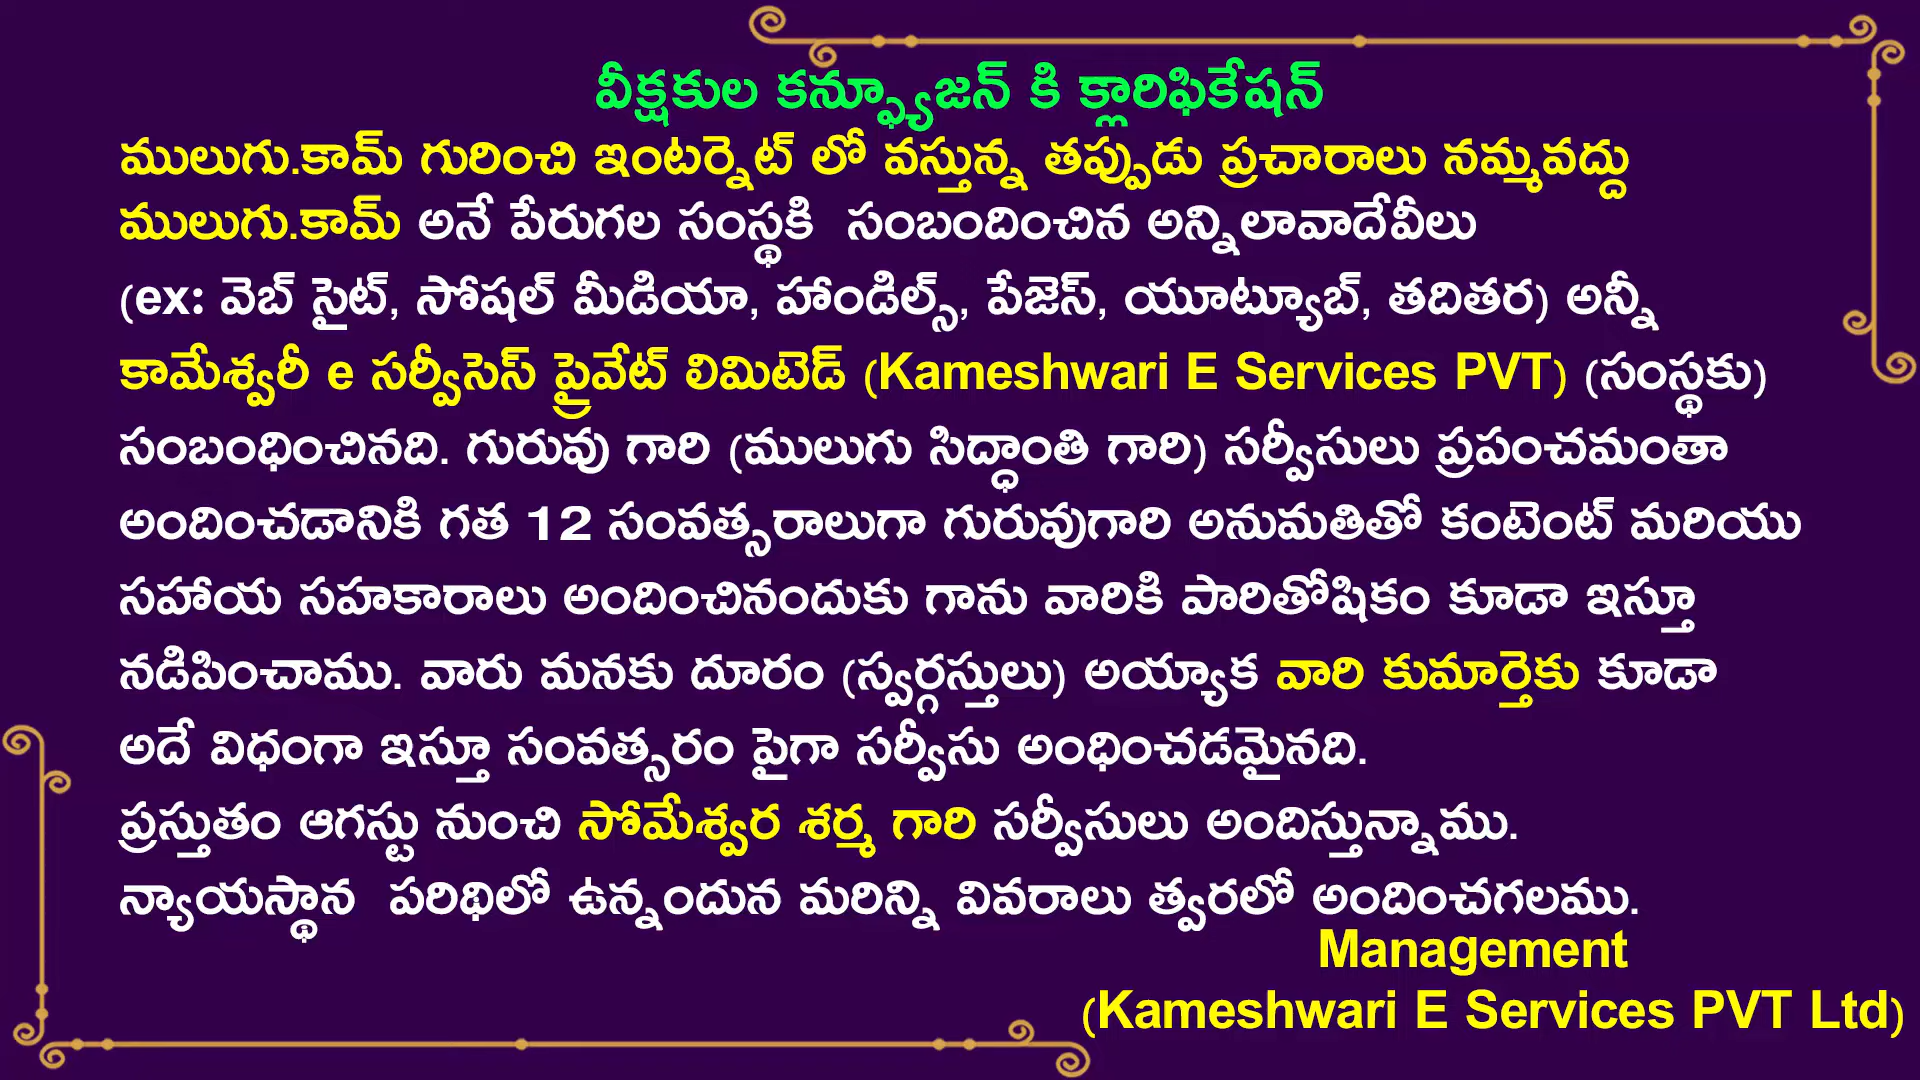 వీక్షకుల కన్ఫ్యూజన్ కి క్లారిఫికేషన్
ములుగు.కామ్ గురించి ఇంటర్నెట్ లో వస్తున్న తప్పుడు ప్రచారాలు నమ్మవద్దు
ములుగు.కామ్ అనే పేరుగల సంస్థకి సంబందించిన అన్నిలావాదేవీలు
(ex: వెబ్ సైట్, సోషల్ మీడియా, హాండిల్స్, పేజెస్, యూట్యూబ్, తదితర) అన్నీ
కామేశ్వరీ e సర్వీసెస్ ప్రైవేట్ లిమిటెడ్ (Kameshwari E Services PVT) (సంస్థకు)
సంబంధించినది. గురువు గారి (ములుగు సిద్ధాంతి గారి) సర్వీసులు ప్రపంచమంతా
అందించడానికి గత 12 సంవత్సరాలుగా గురువుగారి అనుమతితో కంటెంట్ మరియు
సహాయ సహకారాలు అందించినందుకు గాను వారికి పారితోషికం కూడా ఇస్తూ
నడిపించాము. వారు మనకు దూరం (స్వర్గస్తులు) అయ్యాక వారి కుమార్తెకు కూడా
అదే విధంగా ఇస్తూ సంవత్సరం పైగా సర్వీసు అంధించడమైనది.
ప్రస్తుతం ఆగస్టు నుంచి సోమేశ్వర శర్మ గారి సర్వీసులు అందిస్తున్నాము.
న్యాయస్థాన పరిథిలో ఉన్నందున మరిన్ని వివరాలు త్వరలో అందించగలము.
Management
(Kameshwari E Services PVT Ltd)